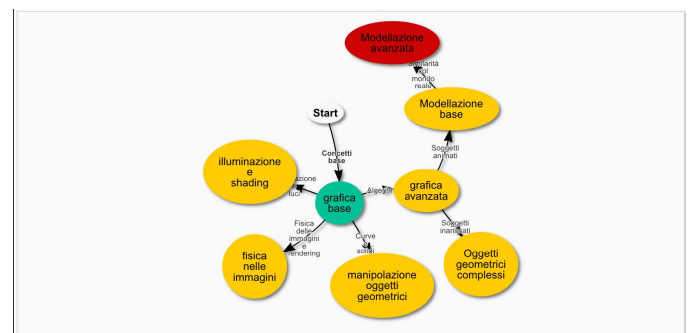 Modellazione
avanzata
Similarità
col
mondo
reale
Modellazione
base
Start
Concetti
base
Soggetti
animati
illuminazione
e
shading
luci
grafica
base
grafica
avanzata
Fisica
delle
immagini
e
rendering
Curve
e
solidi
Soggetti
inanimati
fisica
nelle
immagini
manipolazione
oggetti
geometrici
Oggetti
geometrici
complessi